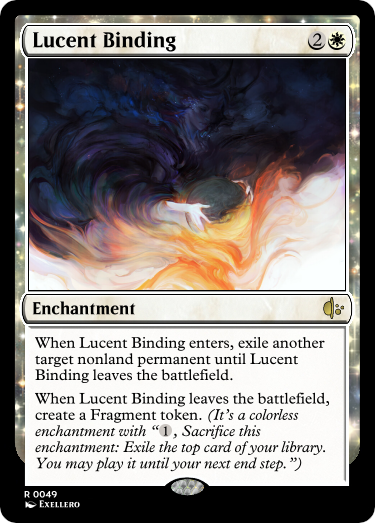 Lucent Binding 2
Enchantment
When Lucent Binding enters, exile another
target nonland permanent until Lucent
Binding leaves the battlefield.
When Lucent Binding leaves the battlefield,
create a Fragment token. (It's a colorless
enchantment with “1, Sacrifice this
enchantment: Exile the top card of your library.
You may play it until your next end step.”)
R 0049
Exellero